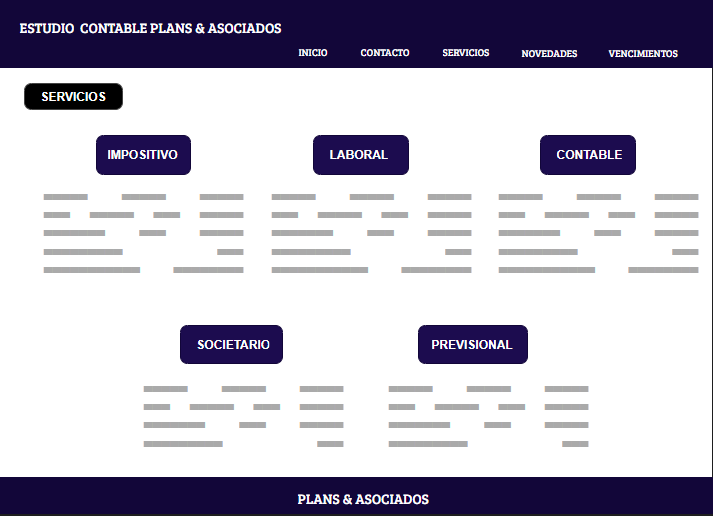 ESTUDIO CONTABLE PLANS & ASOCIADOS
INICIO CONTACTO SERVICIOS NOVEDADES VENCIMIENTOS
SERVICIOS
IMPOSITIVO LABORAL CONTABLE
SOCIETARIO PREVISIONAL
PLANS & ASOCIADOS